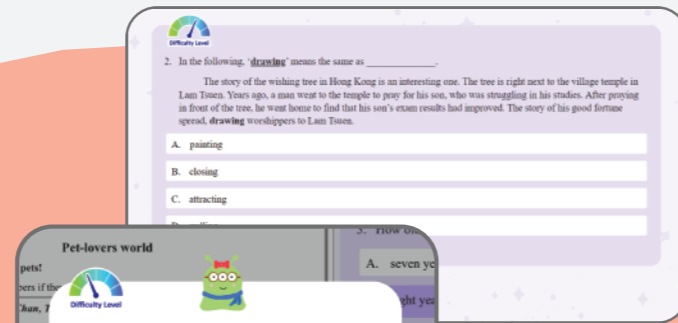 Difficulty Level
2. In the following, 'drawing' means the same as ______________.
The story of the wishing tree in Hong Kong is an interesting one. The tree is right next to the village temple in
Lam Tsuen. Years ago, a man went to the temple to pray for his son, who was struggling in his studies. After praying
in front of the tree, he went home to find that his son's exam results had improved. The story of his good fortune
spread, drawing worshippers to Lam Tsuen.
A. painting
B. closing
C. attracting
Pet-lovers world
pets!
Difficulty Level
3. How
A. seven